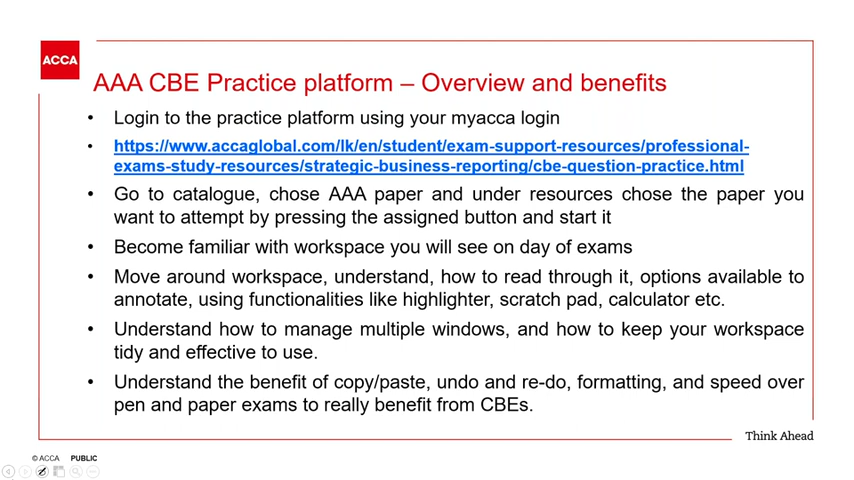 ACCA
AAA CBE Practice platform – Overview and benefits
• Login to the practice platform using your myacca login
• https://www.accaglobal.com/lk/en/student/exam-support-resources/professional-
exams-study-resources/strategic-business-reporting/cbe-question-practice.html
• Go to catalogue, chose AAA paper and under resources chose the paper you
want to attempt by pressing the assigned button and start it
• Become familiar with workspace you will see on day of exams
• Move around workspace, understand, how to read through it, options available to
annotate, using functionalities like highlighter, scratch pad, calculator etc.
• Understand how to manage multiple windows, and how to keep your workspace
tidy and effective to use.
• Understand the benefit of copy/paste, undo and re-do, formatting, and speed over
pen and paper exams to really benefit from CBEs.
Think Ahead
© ACCA PUBLIC